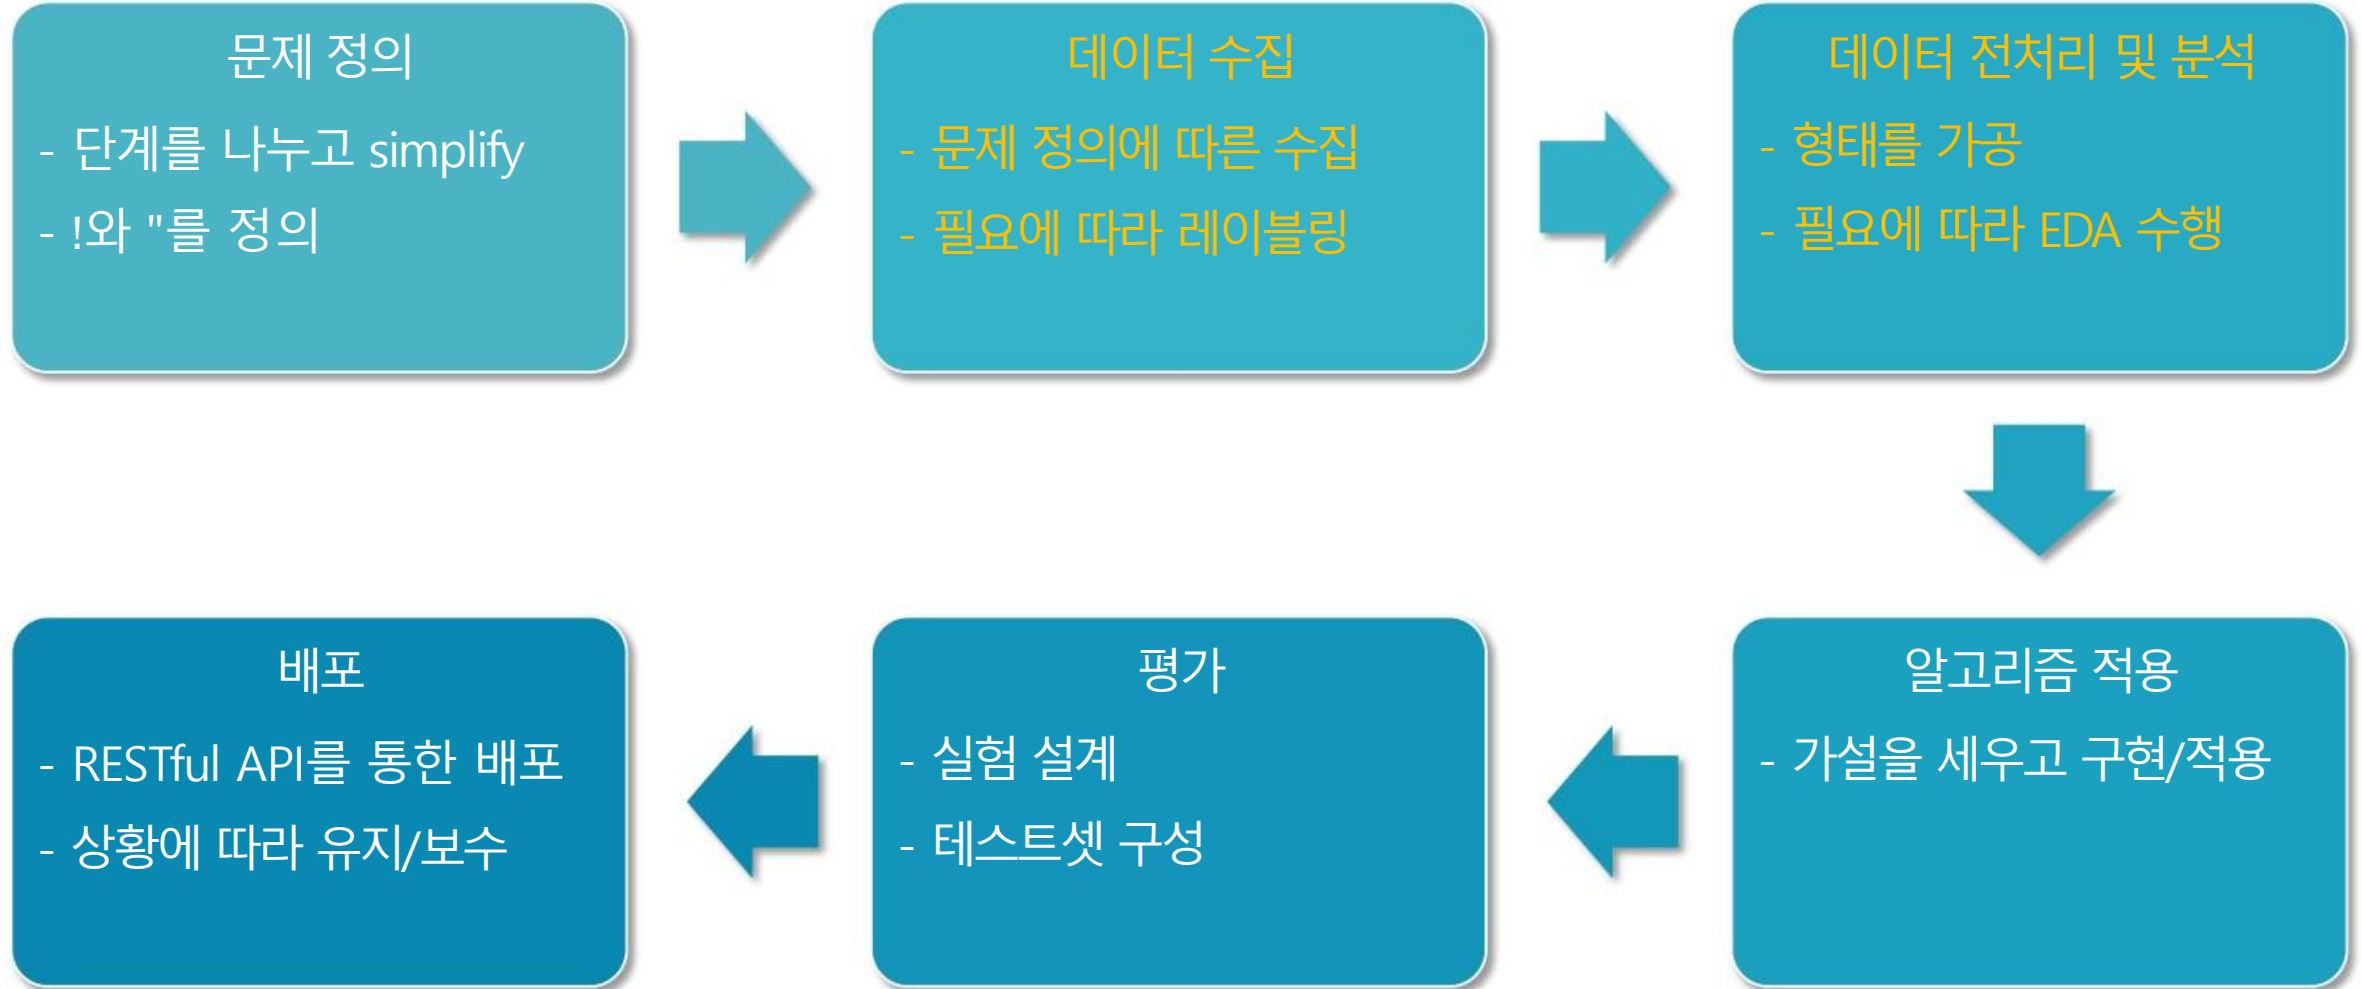 문제 정의
- 단계를 나누고 simplify
- !와 "를 정의
데이터 수집
- 문제 정의에 따른 수집
- 필요에 따라 레이블링
데이터 전처리 및 분석
- 형태를 가공
- 필요에 따라 EDA 수행
알고리즘 적용
- 가설을 세우고 구현/적용
평가
- 실험 설계
- 테스트셋 구성
배포
- RESTful API를 통한 배포
- 상황에 따라 유지/보수